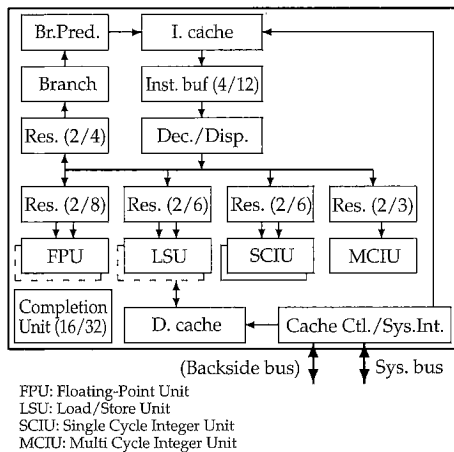 Br.Pred. I. cache
Branch Inst. buf (4/12)
Res. (2/4) Dec./Disp.
Res. (2/8) Res. (2/6) Res. (2/6) Res. (2/3)
FPU LSU SCIU MCIU
Completion
Unit (16/32)
D. cache Cache Ctl./Sys.Int.
(Backside bus) Sys. bus
FPU: Floating-Point Unit
LSU: Load/Store Unit
SCIU: Single Cycle Integer Unit
MCIU: Multi Cycle Integer Unit